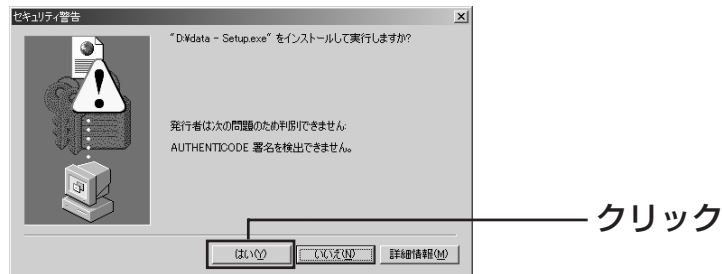 セキュリティ警告
"D:¥data - Setup.exe" をインストールして実行しますか?
発行者は次の問題のため判別できません:
AUTHENTICODE 署名を検出できません。
クリック
はい(Y)
いいえ(N)
詳細情報(M)